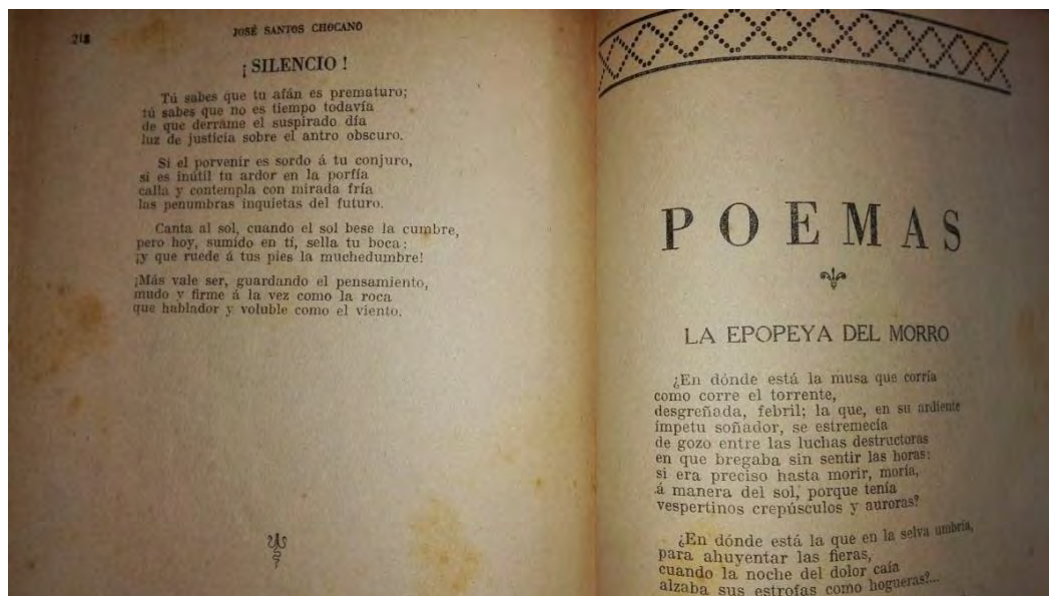 218
JOSÉ SANTOS CHOCANO
¡ SILENCIO !
Tú sabes que tu afán es prematuro;
tú sabes que no es tiempo todavía
de que derrame el suspirado día
luz de justicia sobre el antro obscuro.
Si el porvenir es sordo á tu conjuro,
si es inútil tu ardor en la porfía
calla y contempla con mirada fría
las penumbras inquietas del futuro.
Canta al sol, cuando el sol bese la cumbre,
pero hoy, sumido en tí, sella tu boca:
¡y que ruede á tus pies la muchedumbre!
¡Más vale ser, guardando el pensamiento,
mudo y firme á la vez como la roca
que hablador y voluble como el viento.
POEMAS
LA EPOPEYA DEL MORRO
¿En dónde está la musa que corría
como corre el torrente,
desgreñada, febril; la que, en su ardiente
ímpetu soñador, se estremecía
de gozo entre las luchas destructoras
en que bregaba sin sentir las horas:
si era preciso hasta morir, moría,
á manera del sol, porque tenía
vespertinos crepúsculos y auroras?
¿En dónde está la que en la selva umbría,
para ahuyentar las fieras,
cuando la noche del dolor caía
alzaba sus estrofas como hogueras?...